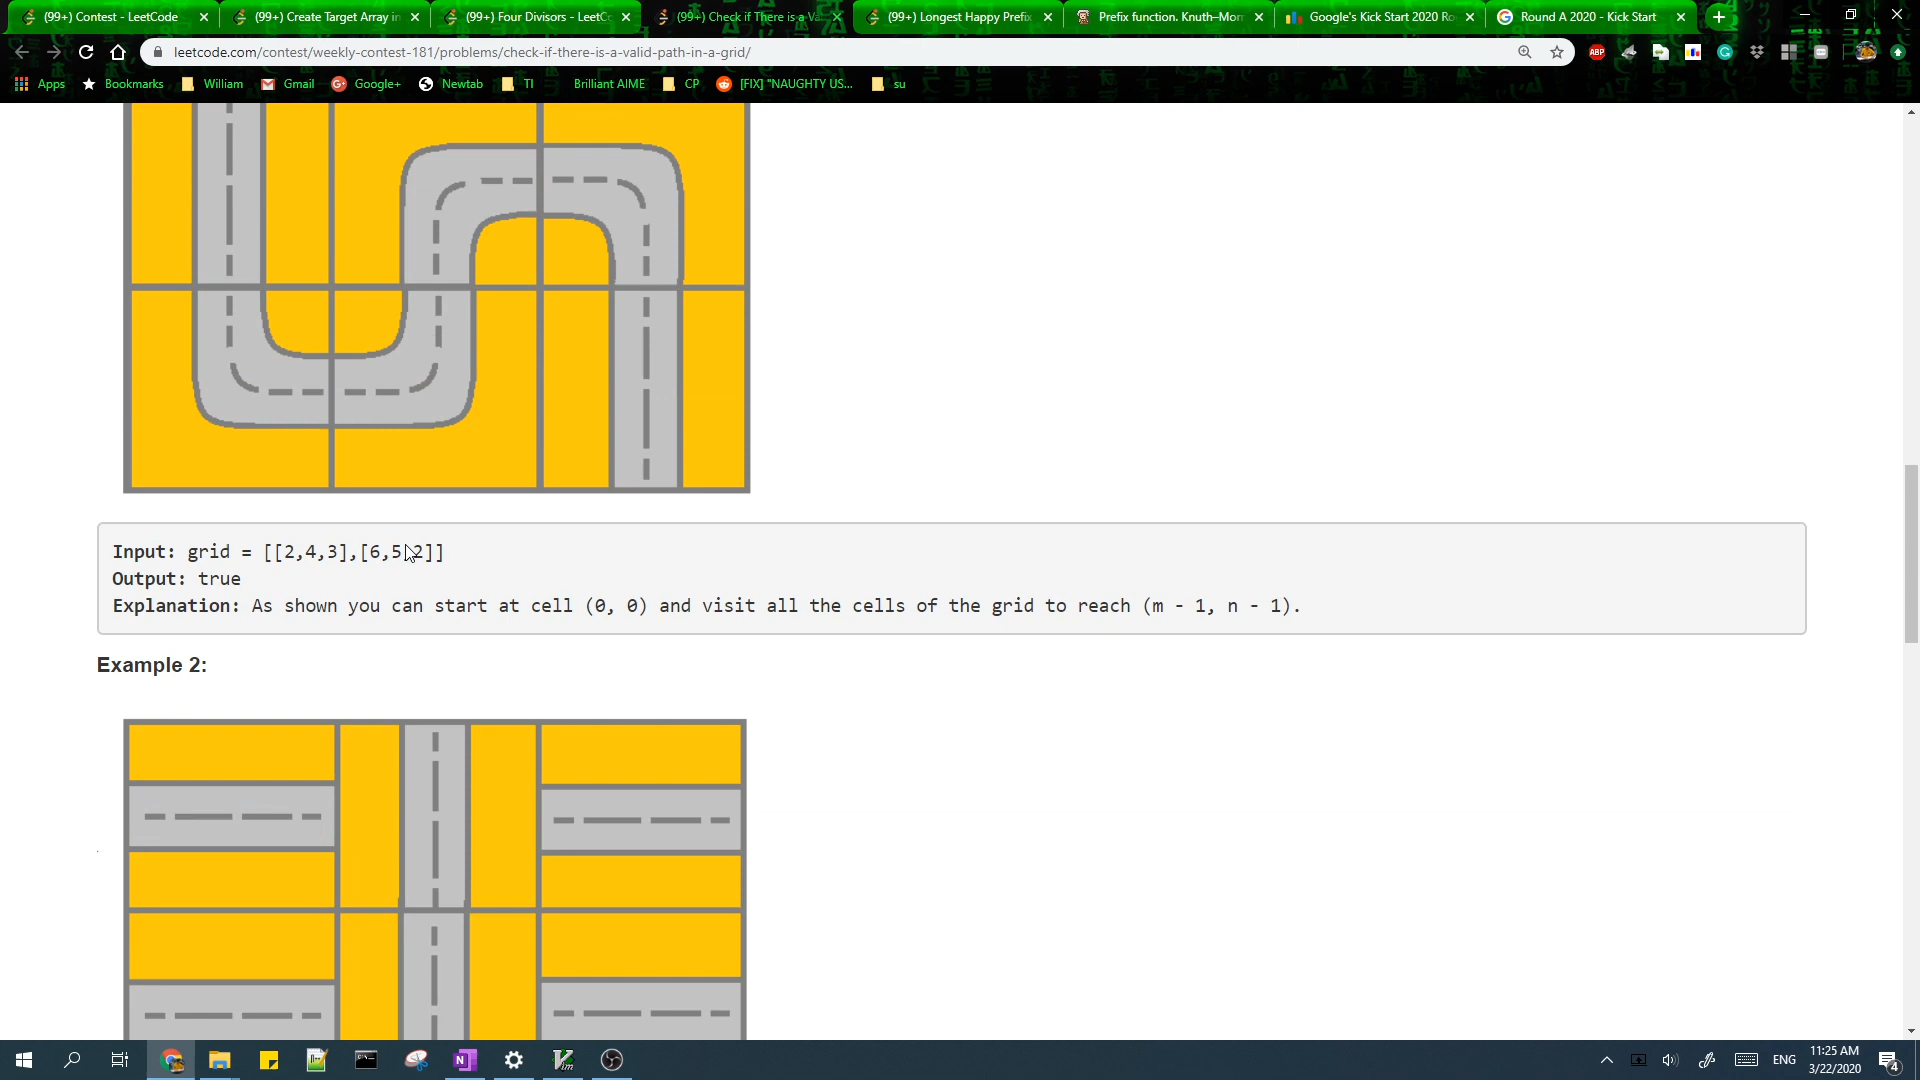 (99+) Contest - LeetCode
(99+) Create Target Array in
(99+) Four Divisors - LeetC
(99+) Check if There is a Va
(99+) Longest Happy Prefix
Prefix function. Knuth–Morr
Google's Kick Start 2020 Ro
Round A 2020 - Kick Start
leetcode.com/contest/weekly-contest-181/problems/check-if-there-is-a-valid-path-in-a-grid/
ABP
Apps
Bookmarks
William
Gmail
Google+
Newtab
TI
Brilliant AIME
CP
[FIX] "NAUGHTY US...
su
Input: grid = [[2,4,3],[6,5,2]]
Output: true
Explanation: As shown you can start at cell (0, 0) and visit all the cells of the grid to reach (m - 1, n - 1).
Example 2:
ENG
11:25 AM
3/22/2020
4